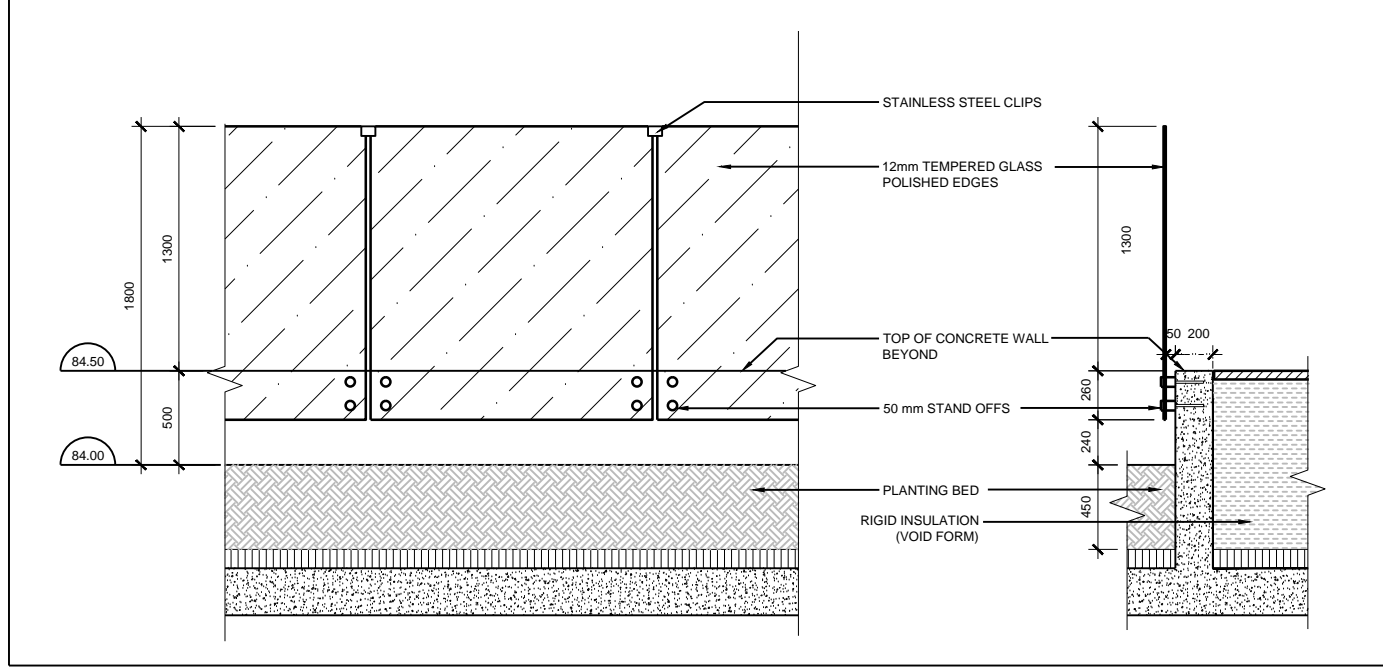 STAINLESS STEEL CLIPS
12mm TEMPERED GLASS
POLISHED EDGES
1300
1800
1300
50 200
TOP OF CONCRETE WALL
BEYOND
84.50
260
50 mm STAND OFFS
500
240
84.00
PLANTING BED
450
RIGID INSULATION
(VOID FORM)